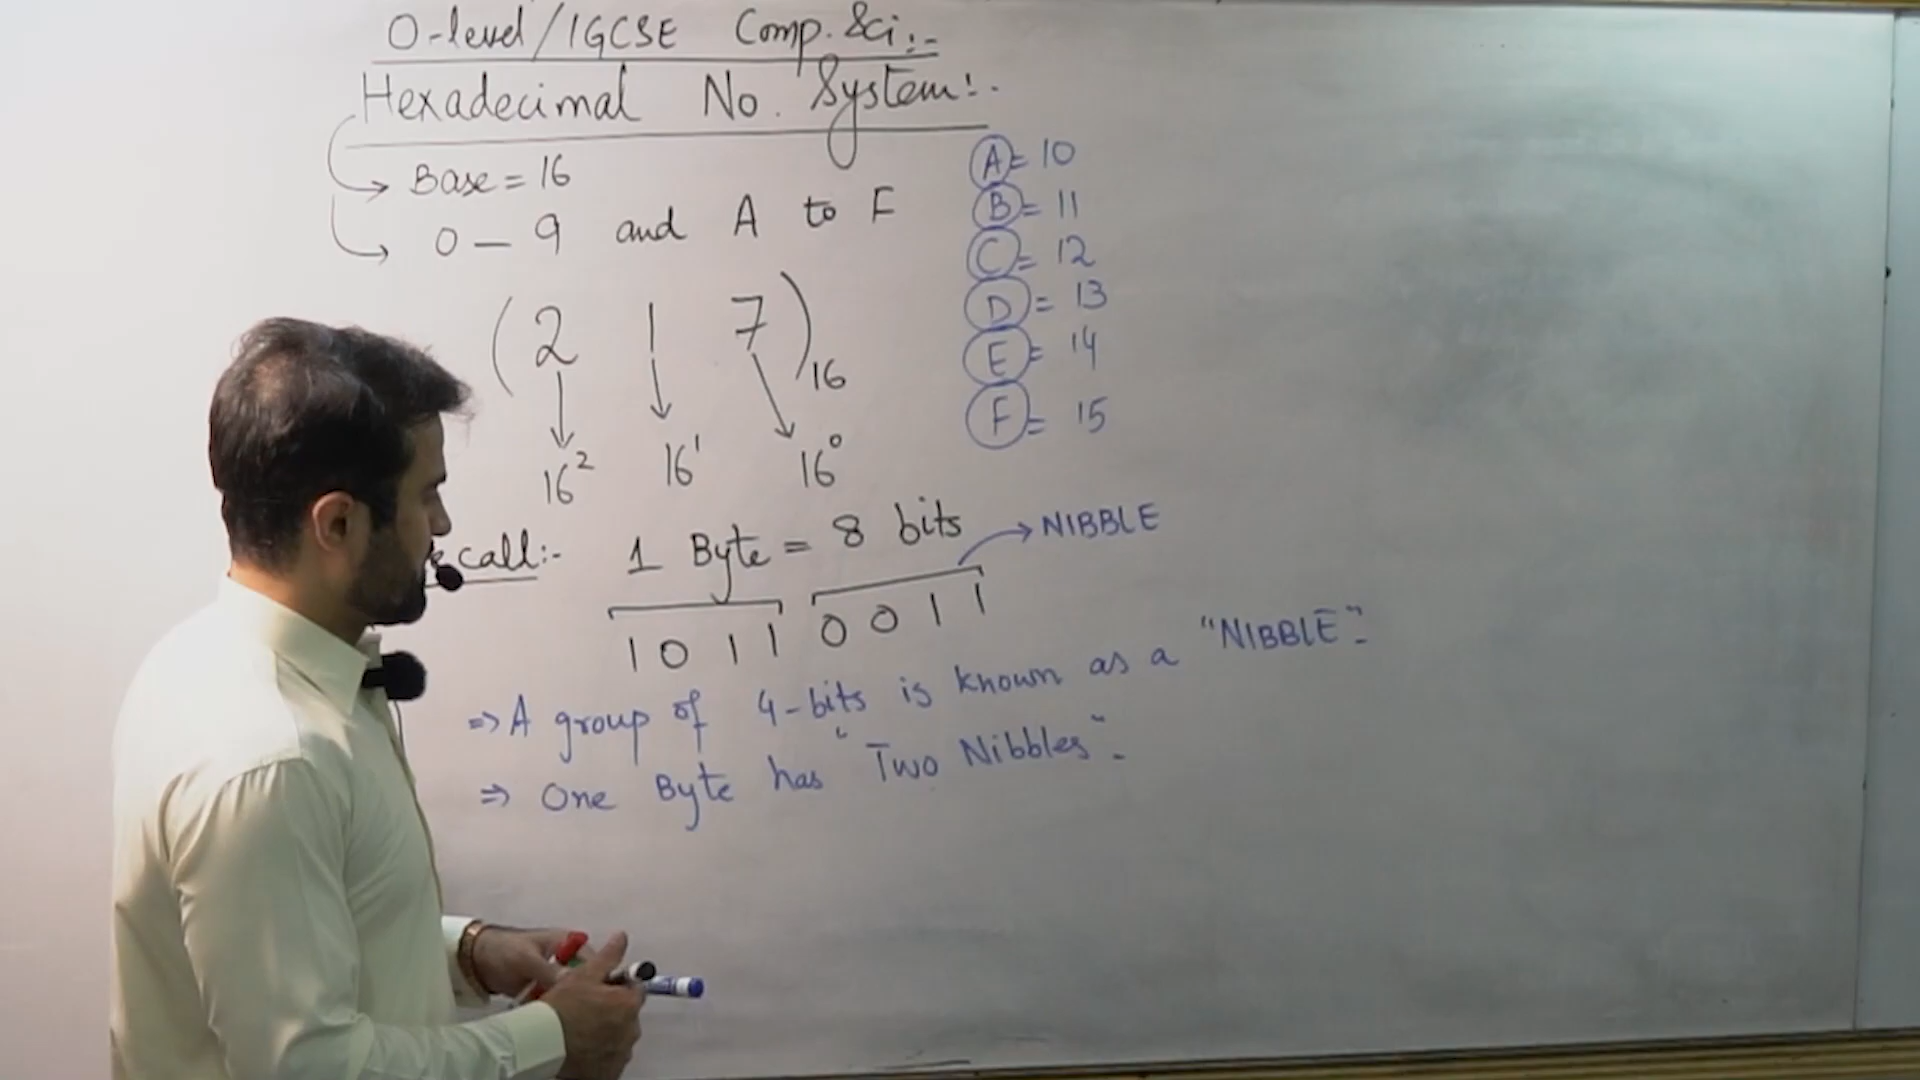 O-level/IGCSE Comp. Sci:-
Hexadecimal No. System:.
Base = 16
0 – 9 and A to F
A = 10
B = 11
C = 12
D = 13
E = 14
F = 15
(2 1 7)₁₆
16² 16¹ 16⁰
call:- 1 Byte = 8 bits → NIBBLE
1 0 1 1 0 0 1 1
⇒ A group of 4-bits is known as a "NIBBLE".
⇒ One Byte has "Two Nibbles".